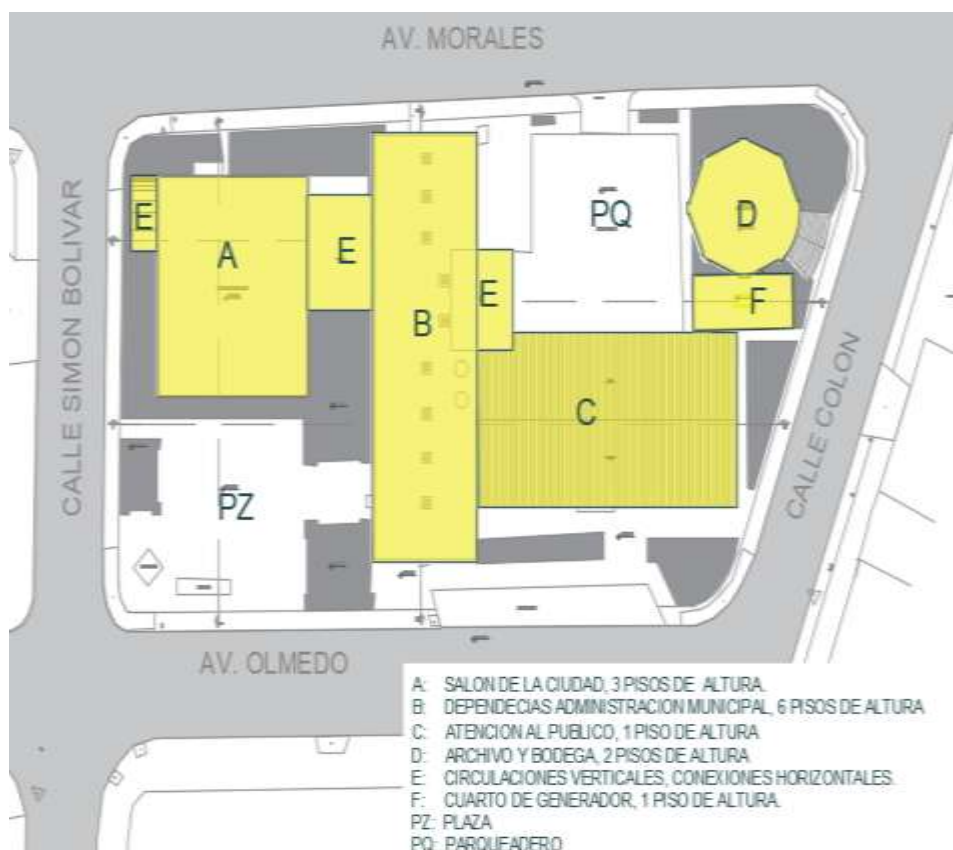 AV. MORALES
CALLE SIMON BOLIVAR
E
A
E
B
E
PQ
D
F
C
PZ
CALLE COLON
AV. OLMEDO
A: SALON DE LA CIUDAD, 3 PISOS DE ALTURA.
B: DEPENDECIAS ADMINISTRACION MUNICIPAL, 6 PISOS DE ALTURA
C: ATENCION AL PUBLICO, 1 PISO DE ALTURA
D: ARCHIVO Y BODEGA, 2 PISOS DE ALTURA
E: CIRCULACIONES VERTICALES, CONEXIONES HORIZONTALES.
F: CUARTO DE GENERADOR, 1 PISO DE ALTURA.
PZ: PLAZA
PQ: PARQUEADERO